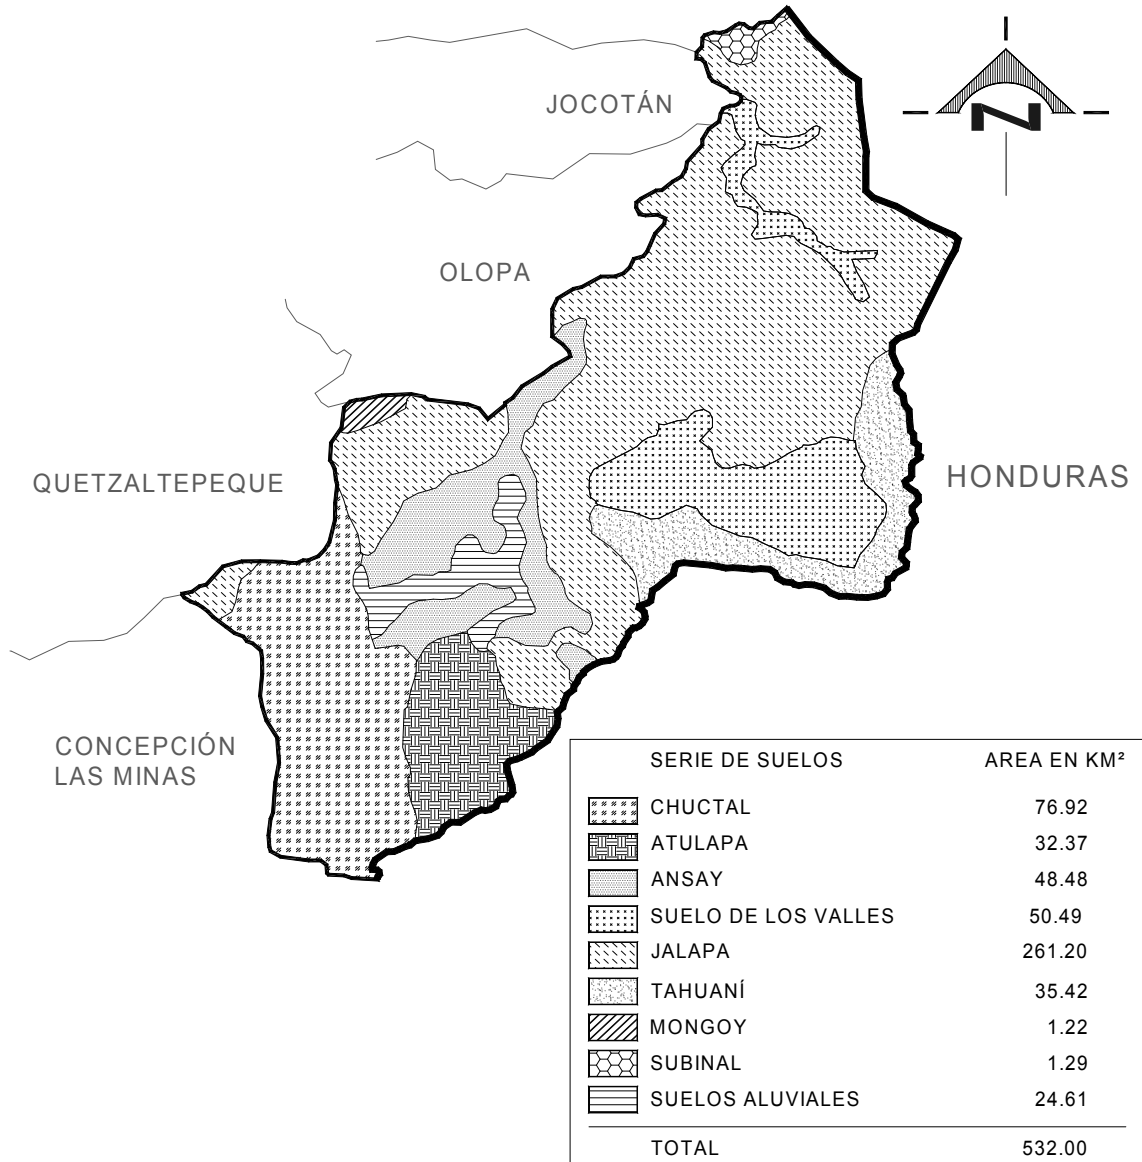 JOCOTÁN
N
OLOPA
QUETZALTEPEQUE
HONDURAS
CONCEPCIÓN
LAS MINAS
SERIE DE SUELOS AREA EN KM²
CHUCTAL 76.92
ATULAPA 32.37
ANSAY 48.48
SUELO DE LOS VALLES 50.49
JALAPA 261.20
TAHUANÍ 35.42
MONGOY 1.22
SUBINAL 1.29
SUELOS ALUVIALES 24.61
TOTAL 532.00